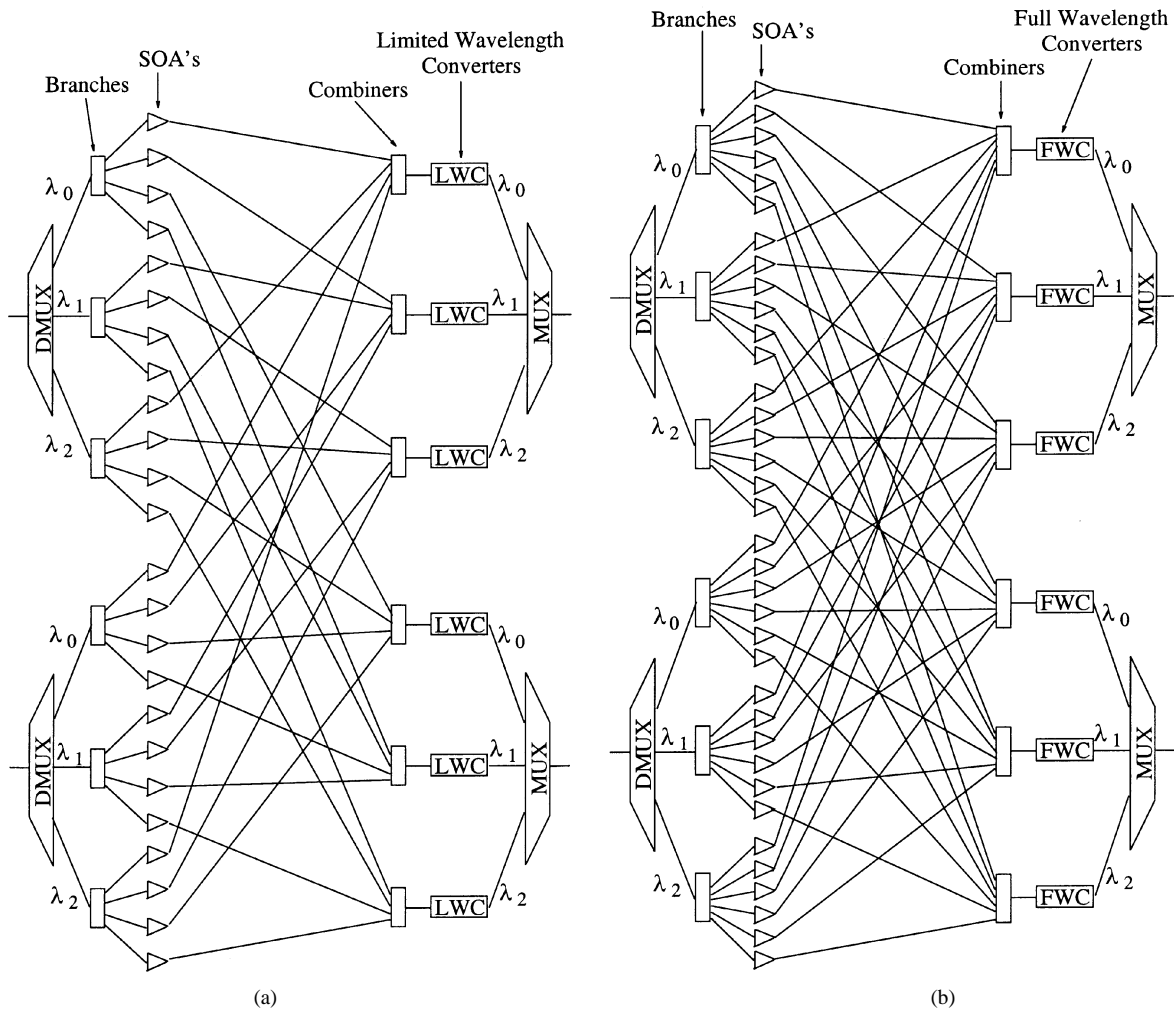 Branches
SOA's
Combiners
Limited Wavelength
Converters
λ 0
λ 1
λ 2
DMUX
LWC
λ 0
LWC
λ 1
LWC
λ 2
MUX
λ 0
λ 1
λ 2
DMUX
LWC
λ 0
LWC
λ 1
LWC
λ 2
MUX
(a)
Branches
SOA's
Combiners
Full Wavelength
Converters
λ 0
λ 1
λ 2
DMUX
FWC
λ 0
FWC
λ 1
FWC
λ 2
MUX
λ 0
λ 1
λ 2
DMUX
FWC
λ 0
FWC
λ 1
FWC
λ 2
MUX
(b)